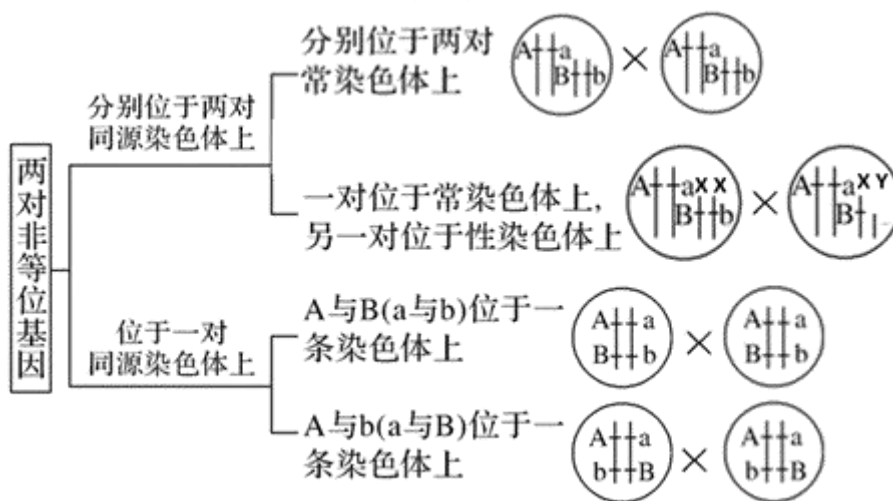 两对非等位基因
分别位于两对
同源染色体上
分别位于两对
常染色体上
A a
B b
×
A a
B b
一对位于常染色体上,
另一对位于性染色体上
A a X X
B b
×
A a X Y
B
位于一对
同源染色体上
A与B(a与b)位于一
条染色体上
A a
B b
×
A a
B b
A与b(a与B)位于一
条染色体上
A a
b B
×
A a
b B